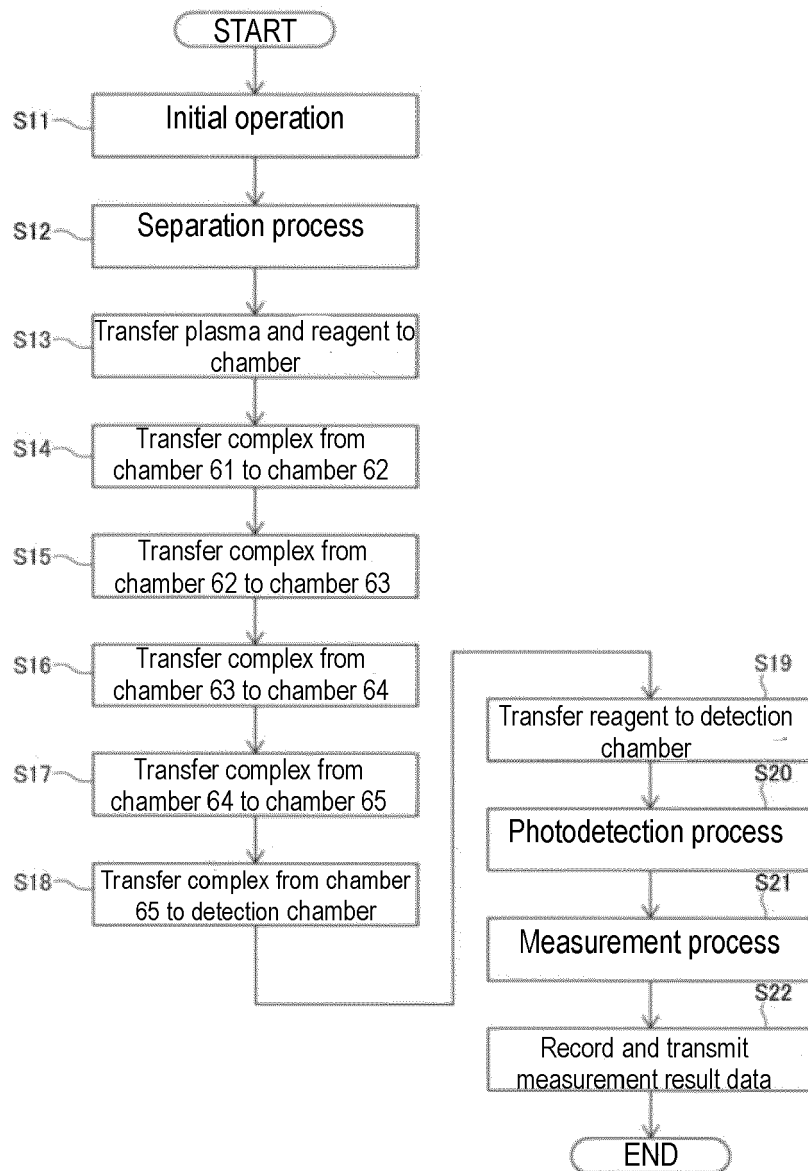 START
S11
Initial operation
S12
Separation process
S13
Transfer plasma and reagent to
chamber
S14
Transfer complex from
chamber 61 to chamber 62
S15
Transfer complex from
chamber 62 to chamber 63
S16
Transfer complex from
chamber 63 to chamber 64
S17
Transfer complex from
chamber 64 to chamber 65
S18
Transfer complex from chamber
65 to detection chamber
S19
Transfer reagent to detection
chamber
S20
Photodetection process
S21
Measurement process
S22
Record and transmit
measurement result data
END